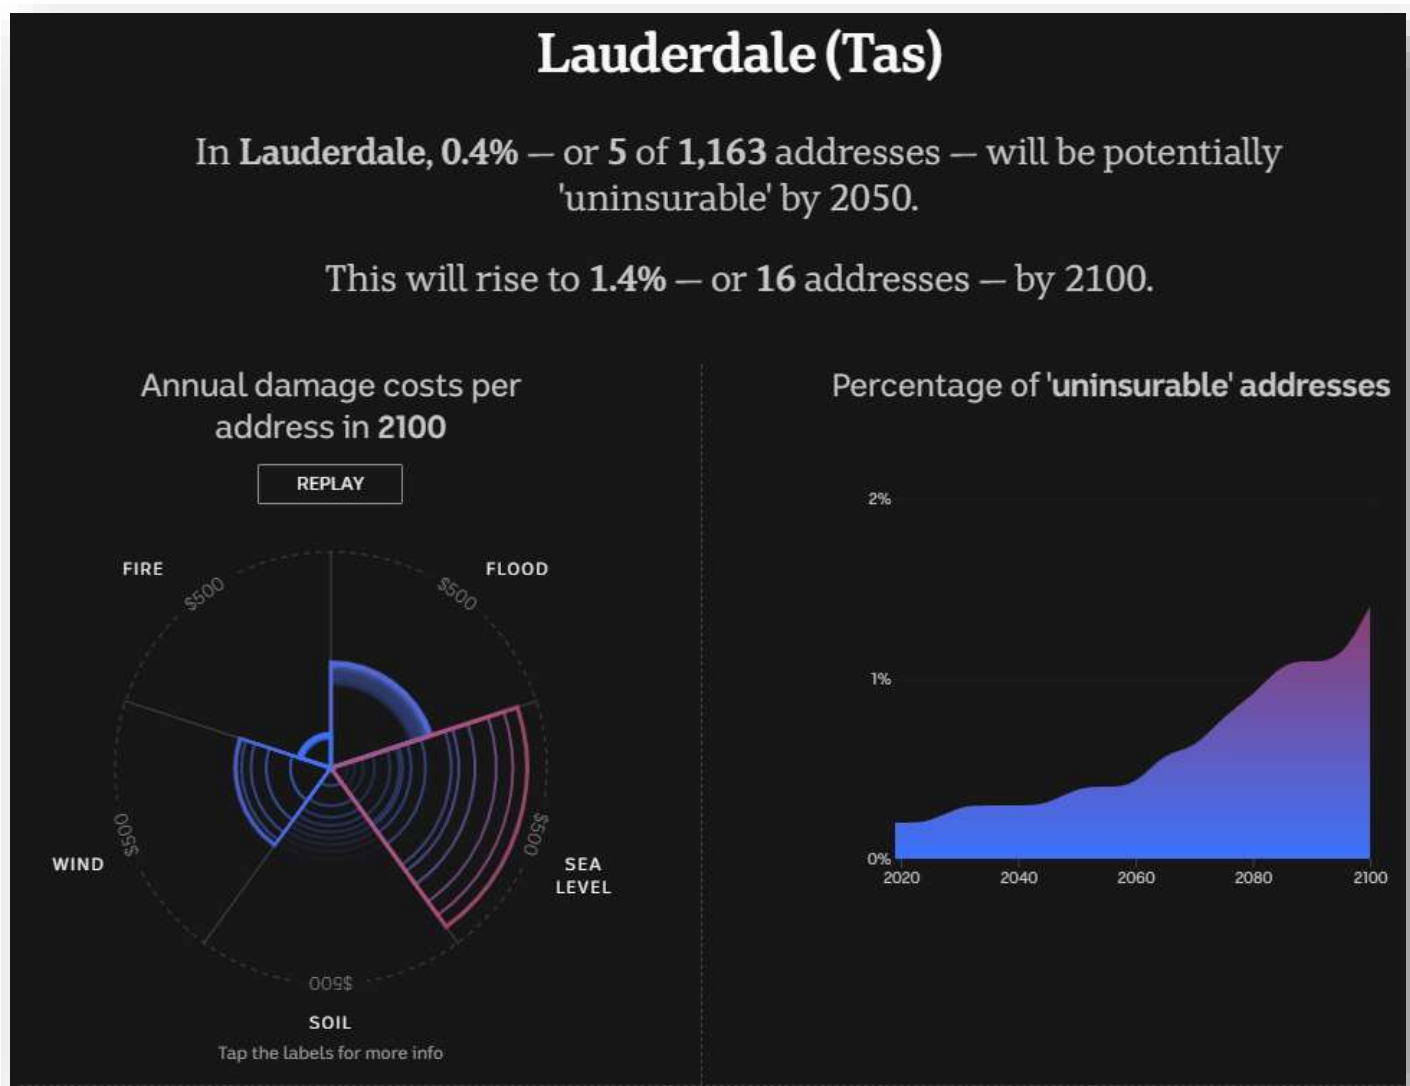 Lauderdale (Tas)
In Lauderdale, 0.4% — or 5 of 1,163 addresses — will be potentially
'uninsurable' by 2050.
This will rise to 1.4% — or 16 addresses — by 2100.
Annual damage costs per
address in 2100
REPLAY
FIRE
$500
$500
FLOOD
WIND
$500
$500
SEA
LEVEL
$500
SOIL
Tap the labels for more info
Percentage of 'uninsurable' addresses
2%
1%
0%
2020 2040 2060 2080 2100